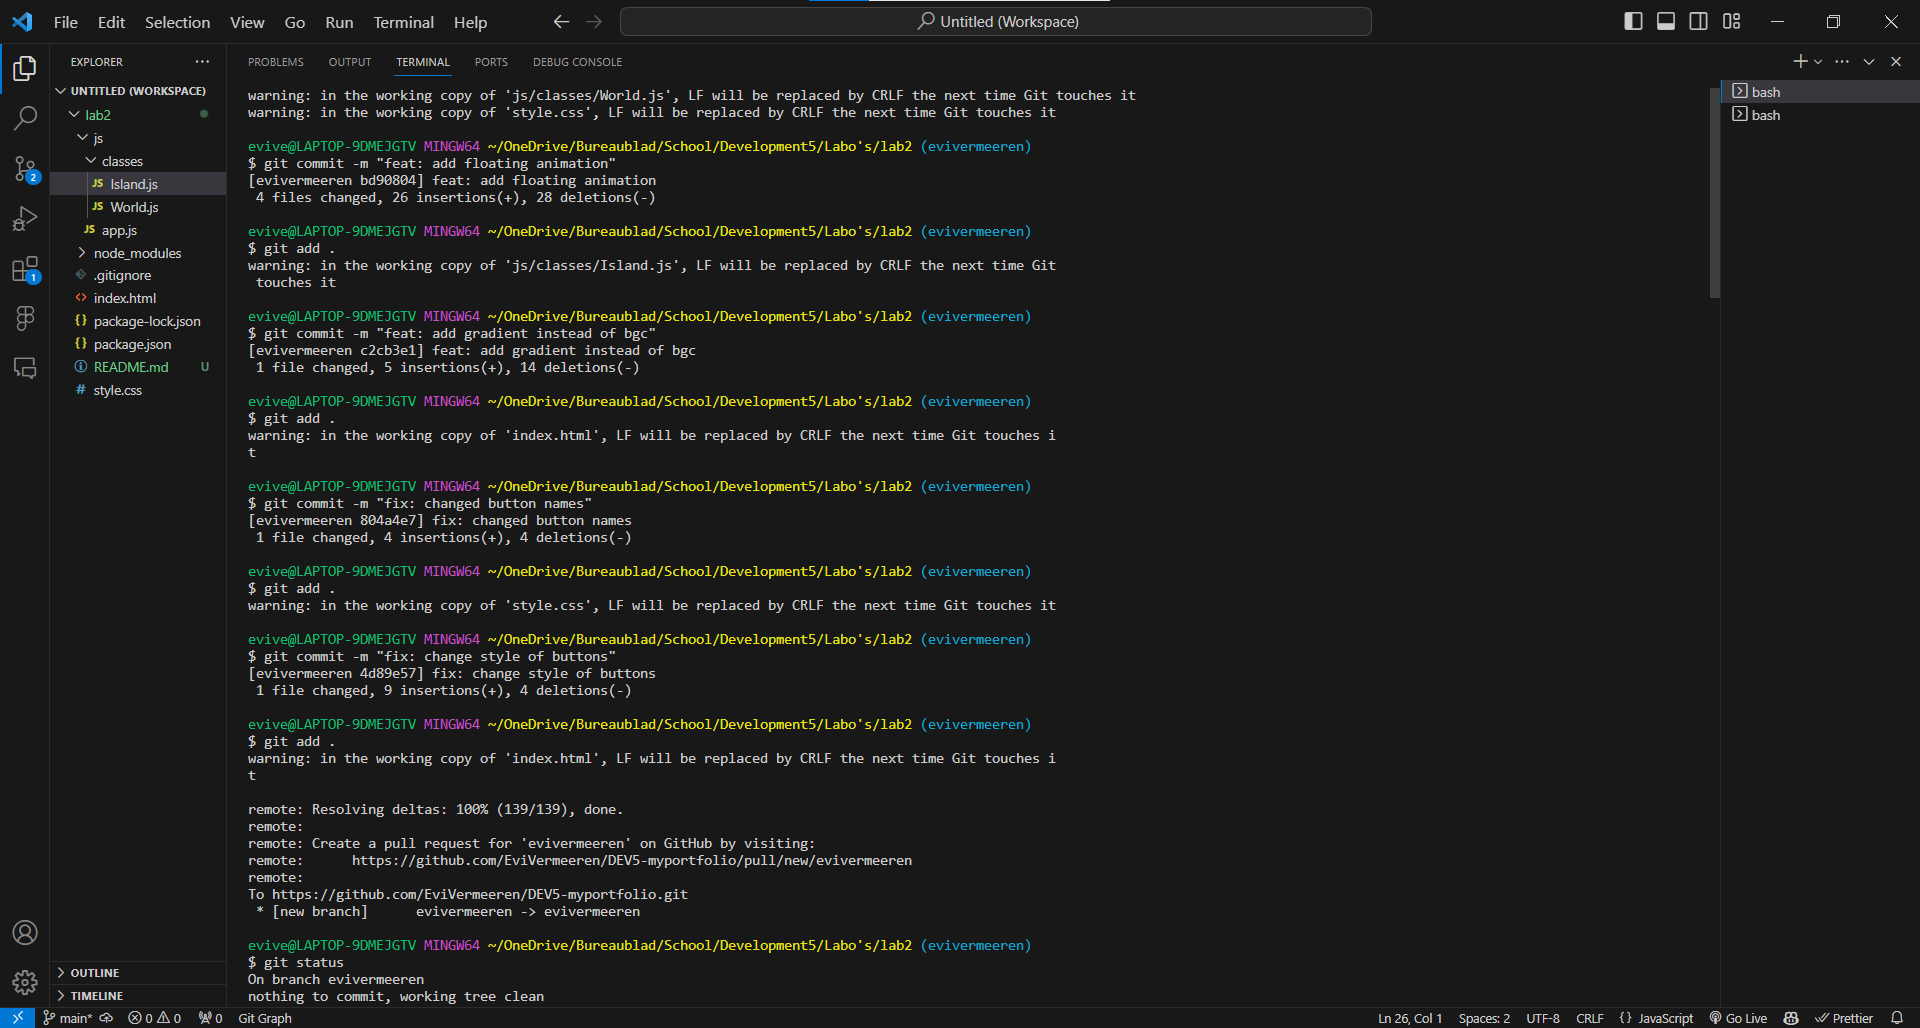 File Edit Selection View Go Run Terminal Help
Untitled (Workspace)
EXPLORER
UNTITLED (WORKSPACE)
lab2
js
classes
JS Island.js
JS World.js
JS app.js
node_modules
.gitignore
<> index.html
{} package-lock.json
{} package.json
README.md U
# style.css
OUTLINE
TIMELINE
2
1
PROBLEMS OUTPUT TERMINAL PORTS DEBUG CONSOLE
warning: in the working copy of 'js/classes/World.js', LF will be replaced by CRLF the next time Git touches it
warning: in the working copy of 'style.css', LF will be replaced by CRLF the next time Git touches it
evive@LAPTOP-9DMEJGTV MINGW64 ~/OneDrive/Bureaublad/School/Development5/Labo's/lab2 (evivermeeren)
$ git commit -m "feat: add floating animation"
[evivermeeren bd90804] feat: add floating animation
4 files changed, 26 insertions(+), 28 deletions(-)
evive@LAPTOP-9DMEJGTV MINGW64 ~/OneDrive/Bureaublad/School/Development5/Labo's/lab2 (evivermeeren)
$ git add .
warning: in the working copy of 'js/classes/Island.js', LF will be replaced by CRLF the next time Git
touches it
evive@LAPTOP-9DMEJGTV MINGW64 ~/OneDrive/Bureaublad/School/Development5/Labo's/lab2 (evivermeeren)
$ git commit -m "feat: add gradient instead of bgc"
[evivermeeren c2cb3e1] feat: add gradient instead of bgc
1 file changed, 5 insertions(+), 14 deletions(-)
evive@LAPTOP-9DMEJGTV MINGW64 ~/OneDrive/Bureaublad/School/Development5/Labo's/lab2 (evivermeeren)
$ git add .
warning: in the working copy of 'index.html', LF will be replaced by CRLF the next time Git touches i
t
evive@LAPTOP-9DMEJGTV MINGW64 ~/OneDrive/Bureaublad/School/Development5/Labo's/lab2 (evivermeeren)
$ git commit -m "fix: changed button names"
[evivermeeren 804a4e7] fix: changed button names
1 file changed, 4 insertions(+), 4 deletions(-)
evive@LAPTOP-9DMEJGTV MINGW64 ~/OneDrive/Bureaublad/School/Development5/Labo's/lab2 (evivermeeren)
$ git add .
warning: in the working copy of 'style.css', LF will be replaced by CRLF the next time Git touches it
evive@LAPTOP-9DMEJGTV MINGW64 ~/OneDrive/Bureaublad/School/Development5/Labo's/lab2 (evivermeeren)
$ git commit -m "fix: change style of buttons"
[evivermeeren 4d89e57] fix: change style of buttons
1 file changed, 9 insertions(+), 4 deletions(-)
evive@LAPTOP-9DMEJGTV MINGW64 ~/OneDrive/Bureaublad/School/Development5/Labo's/lab2 (evivermeeren)
$ git add .
warning: in the working copy of 'index.html', LF will be replaced by CRLF the next time Git touches i
t
remote: Resolving deltas: 100% (139/139), done.
remote:
remote: Create a pull request for 'evivermeeren' on GitHub by visiting:
remote: https://github.com/EviVermeeren/DEV5-myportfolio/pull/new/evivermeeren
remote:
To https://github.com/EviVermeeren/DEV5-myportfolio.git
* [new branch] evivermeeren -> evivermeeren
evive@LAPTOP-9DMEJGTV MINGW64 ~/OneDrive/Bureaublad/School/Development5/Labo's/lab2 (evivermeeren)
$ git status
On branch evivermeeren
nothing to commit, working tree clean
bash
bash
main* 0 0 0 Git Graph Ln 26, Col 1 Spaces: 2 UTF-8 CRLF {} JavaScript Go Live Prettier